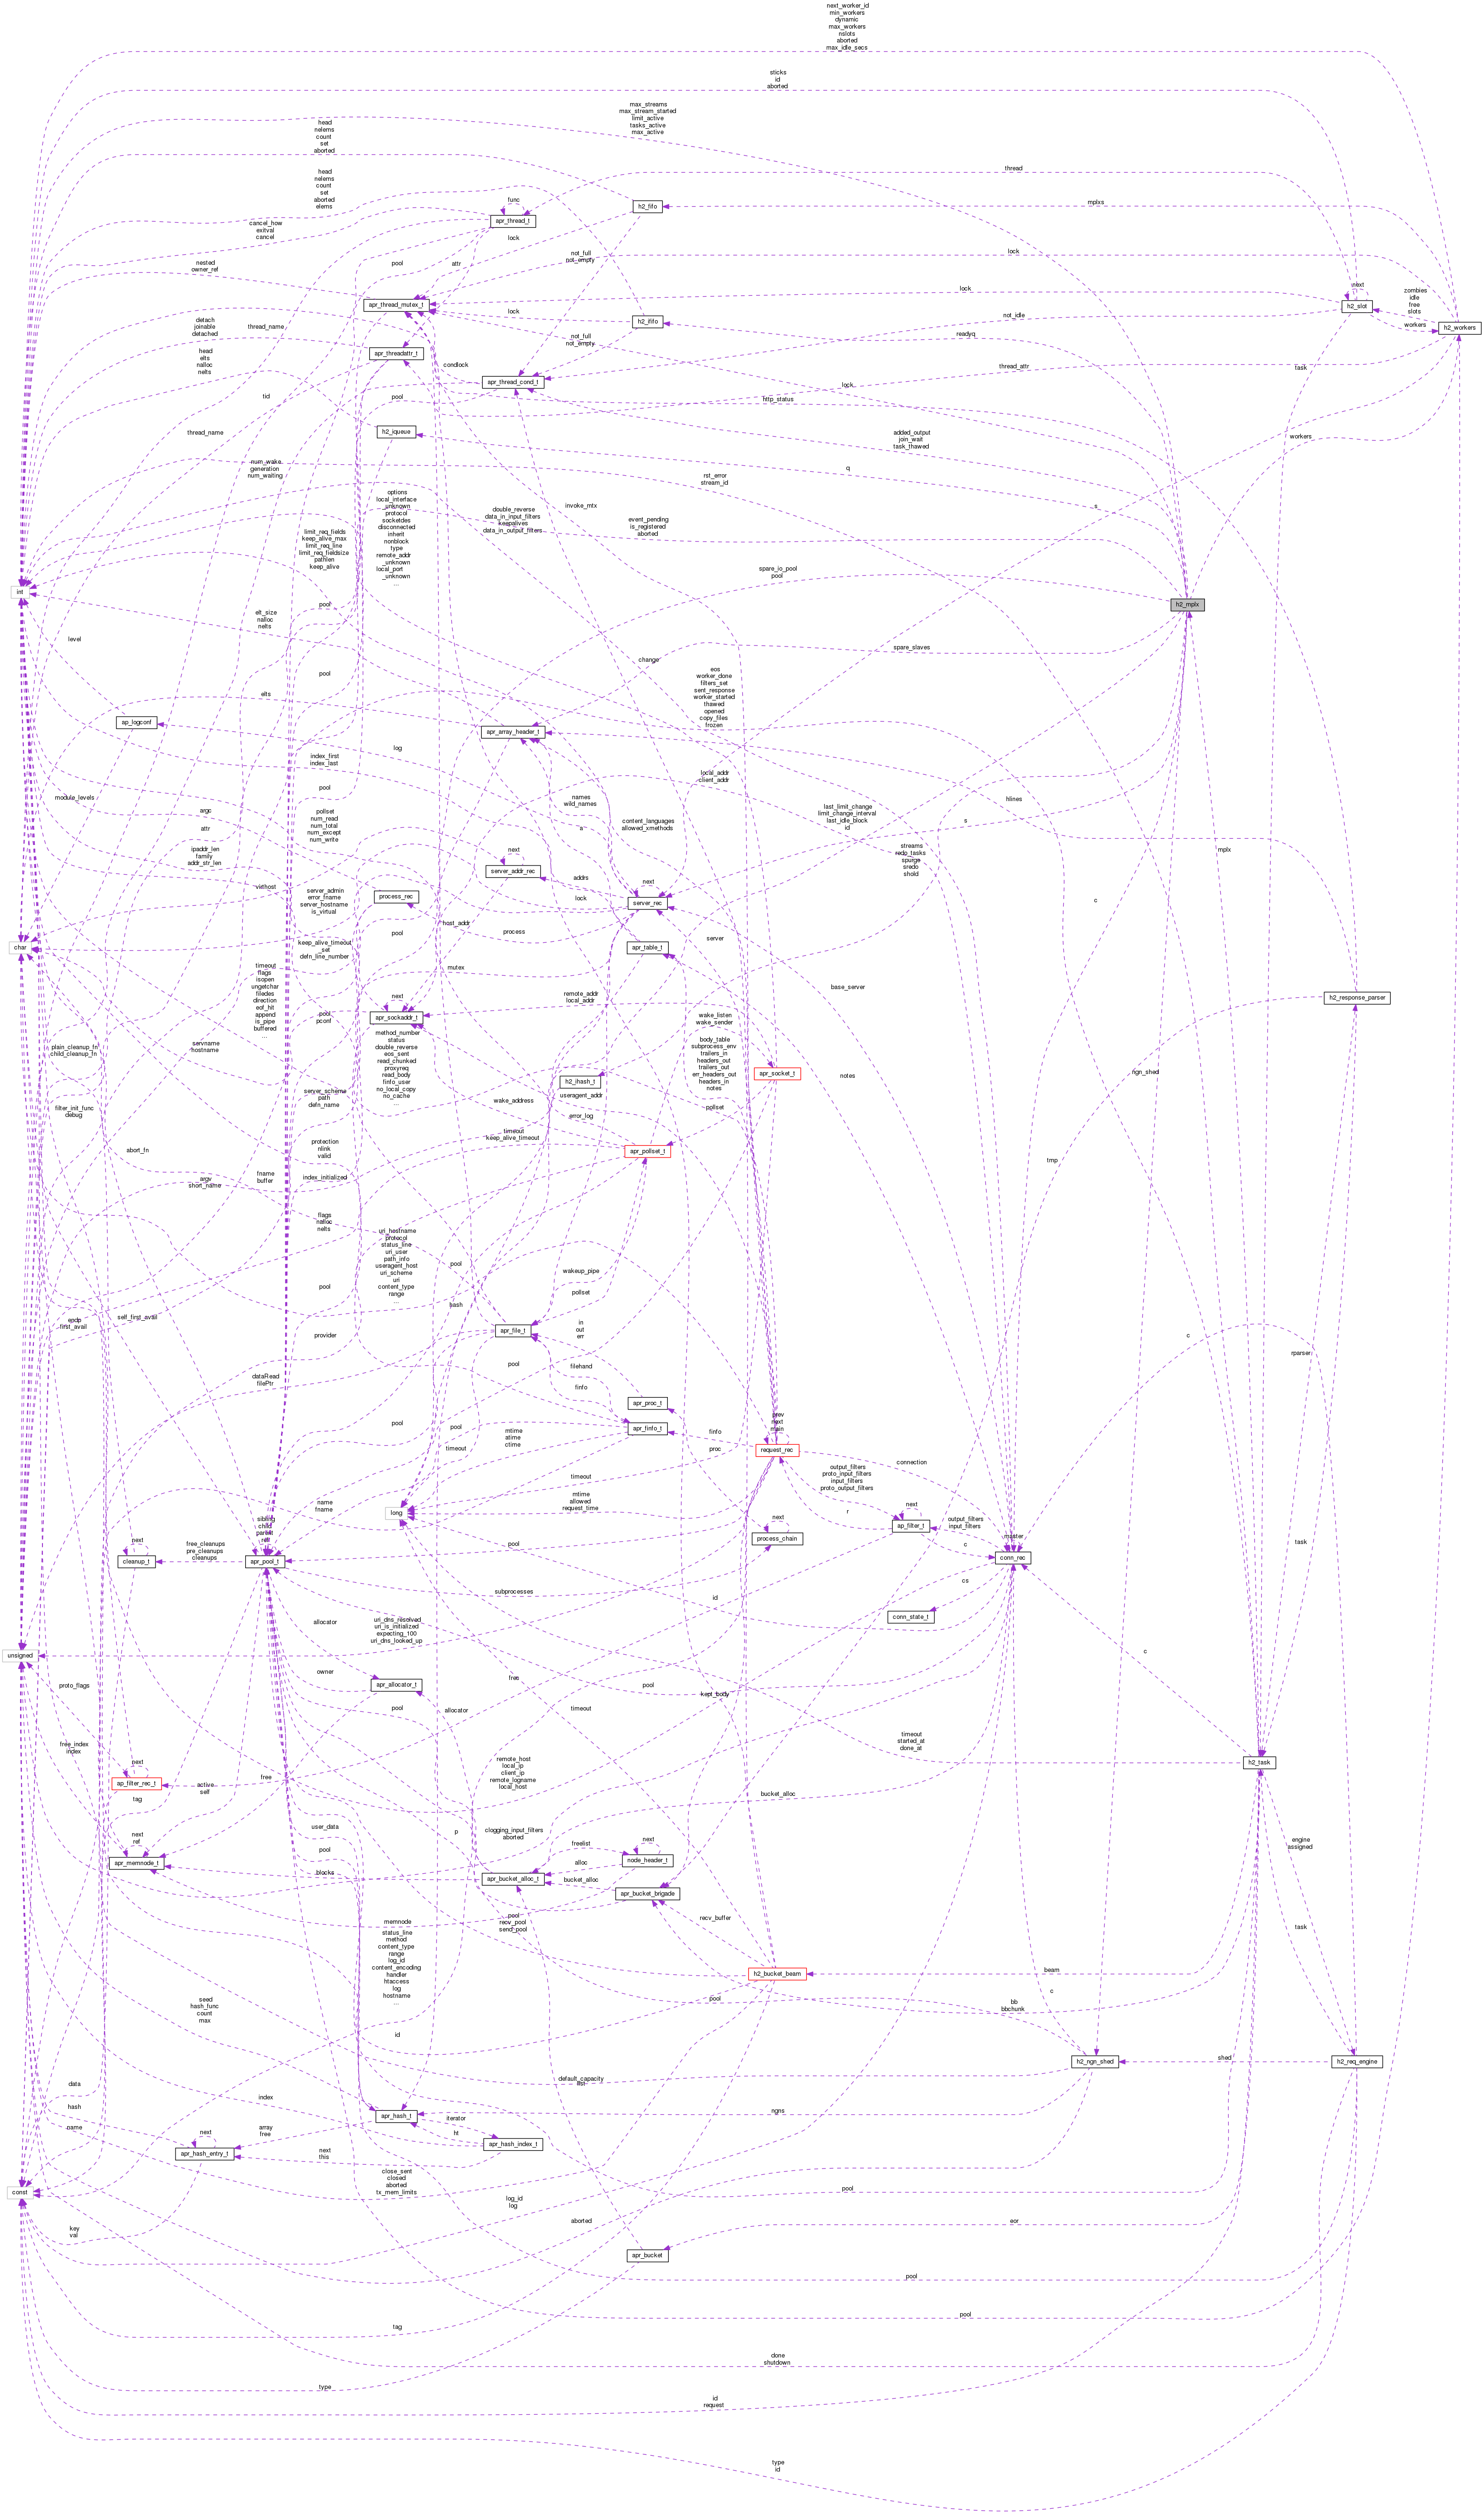 next_worker_id
min_workers
dynamic
max_workers
nslots
aborted
max_idle_secs
sticks
id
aborted
max_streams
max_stream_started
limit_active
tasks_active
max_active
head
nelems
count
set
aborted
thread
head
nelems
count
set
aborted
elems
func
apr_thread_t
h2_fifo
mplxs
cancel_how
exitval
cancel
lock
not_full
not_empty
lock
nested
owner_ref
pool
attr
apr_thread_mutex_t
lock
next
h2_slot
zombies
idle
free
slots
workers
h2_workers
detach
joinable
detached
thread_name
lock
h2_ififo
not_idle
readyq
head
elts
nalloc
nelts
apr_threadattr_t
condlock
not_full
not_empty
apr_thread_cond_t
lock
thread_attr
task
tid
pool
http_status
thread_name
h2_iqueue
added_output
join_wait
task_thawed
workers
num_wake
generation
num_waiting
q
rst_error
stream_id
options
local_interface
_unknown
protocol
socketdes
disconnected
inherit
nonblock
type
remote_addr
_unknown
local_port
_unknown
...
double_reverse
data_in_input_filters
keepalives
data_in_output_filters
invoke_mtx
event_pending
is_registered
aborted
s
limit_req_fields
keep_alive_max
limit_req_line
limit_req_fieldsize
pathlen
keep_alive
int
spare_io_pool
pool
h2_mplx
pool
elt_size
nalloc
nelts
level
spare_slaves
change
eos
worker_done
filters_set
sent_response
worker_started
thawed
opened
copy_files
frozen
pool
elts
ap_logconf
apr_array_header_t
log
index_first
index_last
local_addr
client_addr
module_levels
pool
names
wild_names
hlines
argc
pollset
num_read
num_total
num_except
num_write
content_languages
allowed_xmethods
last_limit_change
limit_change_interval
last_idle_block
id
s
attr
a
streams
redo_tasks
spurge
sredo
shold
mplx
c
ipaddr_len
family
addr_str_len
next
server_addr_rec
addrs
next
server_rec
virthost
server_admin
error_fname
server_hostname
is_virtual
process_rec
lock
host_addr
process
server
char
keep_alive_timeout
_set
defn_line_number
pool
apr_table_t
mutex
base_server
timeout
flags
isopen
ungetchar
filedes
direction
eof_hit
append
is_pipe
buffered
...
remote_addr
local_addr
h2_response_parser
next
apr_sockaddr_t
pool
pconf
wake_listen
wake_sender
servname
hostname
method_number
status
double_reverse
eos_sent
read_chunked
proxyreq
read_body
finfo_user
no_local_copy
no_cache
...
body_table
subprocess_env
trailers_in
headers_out
trailers_out
err_headers_out
headers_in
notes
notes
ngn_shed
plain_cleanup_fn
child_cleanup_fn
h2_ihash_t
apr_socket_t
server_scheme
path
defn_name
wake_address
useragent_addr
pollset
tmp
filter_init_func
debug
error_log
timeout
keep_alive_timeout
protection
nlink
valid
abort_fn
apr_pollset_t
fname
buffer
argv
short_name
index_initialized
flags
nalloc
nelts
uri_hostname
protocol
status_line
uri_user
path_info
useragent_host
uri_scheme
uri
content_type
range
...
pool
wakeup_pipe
pool
pollset
hash
epdp
first_avail
self_first_avail
apr_file_t
in
out
err
provider
c
rparser
filehand
pool
finfo
dataRead
filePtr
apr_proc_t
prev
next
main
apr_finfo_t
pool
mtime
atime
ctime
pool
finfo
request_rec
timeout
proc
connection
output_filters
proto_input_filters
input_filters
proto_output_filters
timeout
name
fname
mtime
allowed
request_time
long
next
ap_filter_t
output_filters
input_filters
sibling
child
parent
ref
next
process_chain
r
task
master
next
cleanup_t
free_cleanups
pre_cleanups
cleanups
apr_pool_t
pool
c
conn_rec
subprocesses
cs
id
allocator
conn_state_t
uri_dns_resolved
uri_is_initialized
expecting_100
uri_dns_looked_up
unsigned
owner
c
proto_flags
apr_allocator_t
free
pool
kept_body
pool
allocator
timeout
timeout
started_at
done_at
h2_task
free_index
index
next
ap_filter_rec_t
free
remote_host
local_ip
client_ip
remote_logname
local_host
active
self
tag
bucket_alloc
user_data
clogging_input_filters
aborted
p
next
ref
freelist
next
node_header_t
engine
assigned
apr_memnode_t
pool
blocks
alloc
apr_bucket_alloc_t
bucket_alloc
apr_bucket_brigade
memnode
pool
recv_pool
send_pool
recv_buffer
status_line
method
content_type
range
log_id
content_encoding
handler
htaccess
log
hostname
...
task
h2_bucket_beam
beam
seed
hash_func
count
max
pool
bb
bbchunk
c
id
h2_ngn_shed
shed
h2_req_engine
data
default_capacity
list
index
apr_hash_t
iterator
ngns
hash
array
free
ht
name
next
apr_hash_entry_t
next
this
apr_hash_index_t
close_sent
closed
aborted
tx_mem_limits
const
pool
log_id
log
aborted
eor
key
val
apr_bucket
pool
pool
tag
done
shutdown
type
id
request
type
id